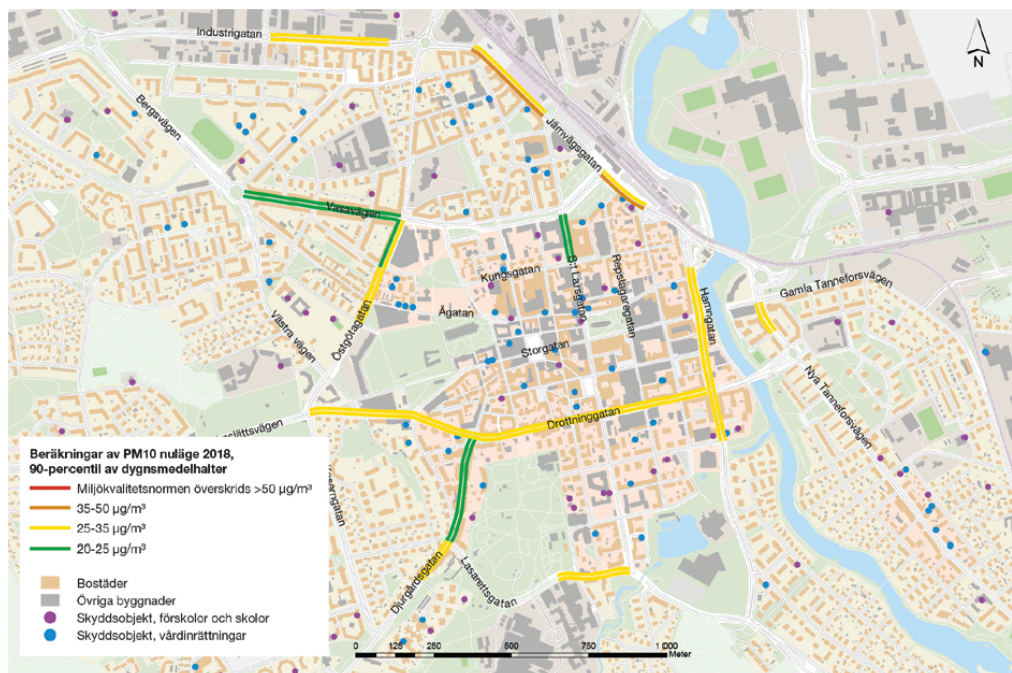 Industrigatan
N
Bergsvägen
Järnvägsgatan
Vasavägen
Kungsgatan
S:t Larsgatan
Repslagaregatan
Hamngatan
Gamla Tanneforsvägen
Östgötagatan
Ågatan
Västra vägen
Storgatan
Nya Tanneforsvägen
Drottninggatan
Djurgårdsgatan
Lasarettsgatan
Beräkningar av PM10 nuläge 2018,
90-percentil av dygnsmedelhalter
Miljökvalitetsnormen överskrids >50 µg/m³
35-50 µg/m³
25-35 µg/m³
20-25 µg/m³
Bostäder
Övriga byggnader
Skyddsobjekt, förskolor och skolor
Skyddsobjekt, vårdinrättningar
0 125 250 500 750 1 000
Meter